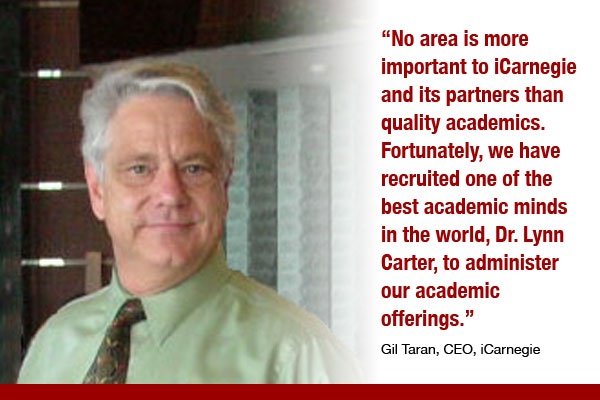 “No area is more
important to iCarnegie
and its partners than
quality academics.
Fortunately, we have
recruited one of the
best academic minds
in the world, Dr. Lynn
Carter, to administer
our academic
offerings.”
Gil Taran, CEO, iCarnegie